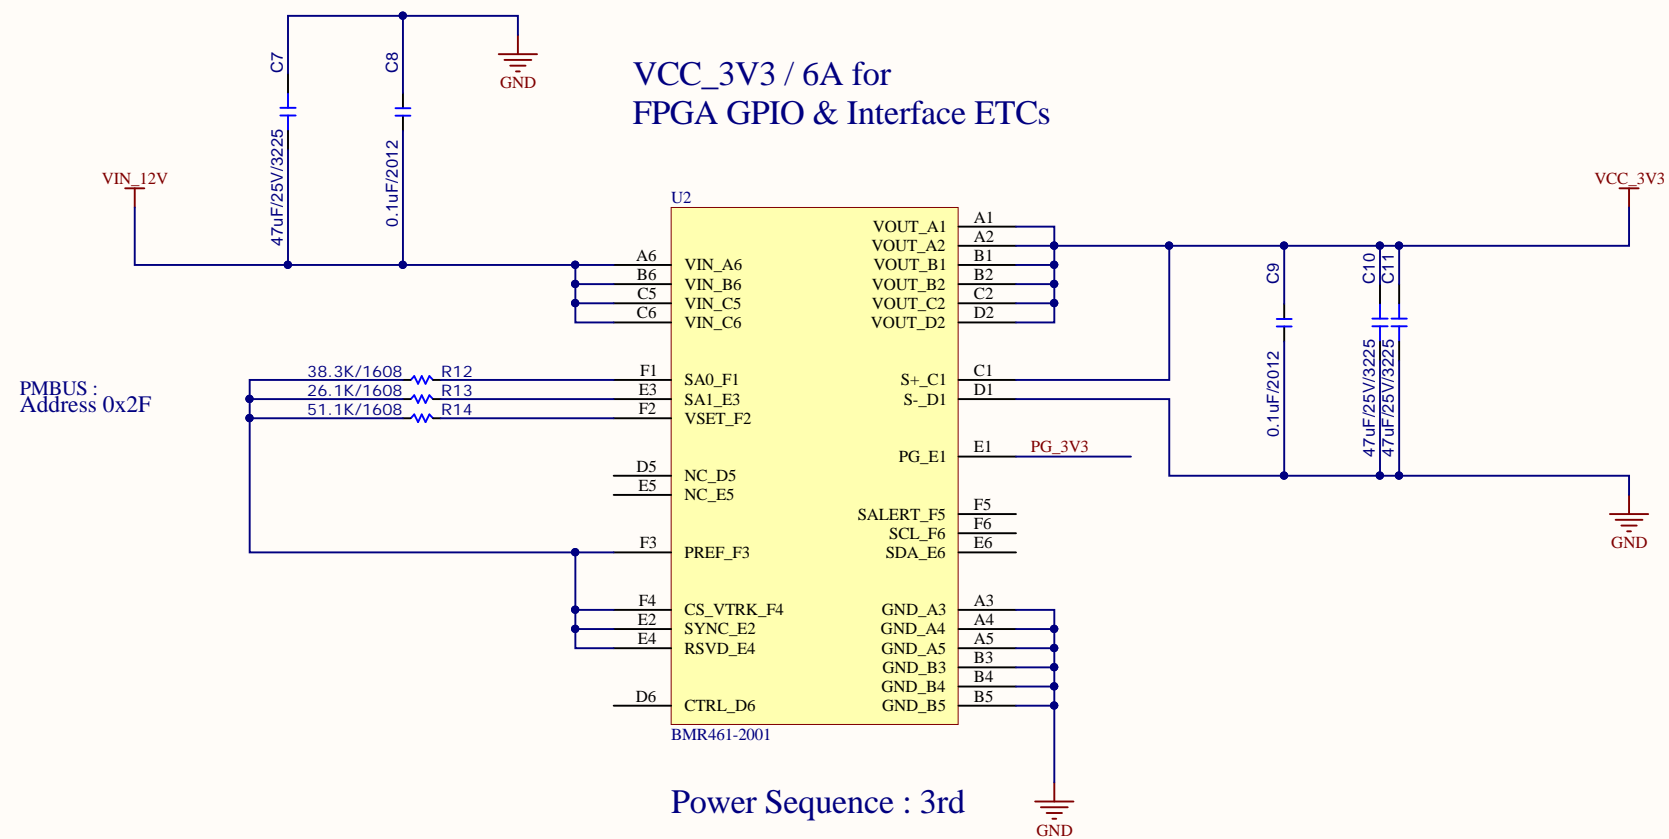 C7
C8
47uF/25V/3225
0.1uF/2012
GND
VCC_3V3 / 6A for
FPGA GPIO & Interface ETCs
VIN_12V
VCC_3V3
U2
A6 VIN_A6
B6 VIN_B6
C5 VIN_C5
C6 VIN_C6
VOUT_A1 A1
VOUT_A2 A2
VOUT_B1 B1
VOUT_B2 B2
VOUT_C2 C2
VOUT_D2 D2
C9
C10
C11
0.1uF/2012
47uF/25V/3225
47uF/25V/3225
PMBUS :
Address 0x2F
38.3K/1608 R12 F1 SA0_F1
26.1K/1608 R13 E3 SA1_E3
51.1K/1608 R14 F2 VSET_F2
S+_C1 C1
S-_D1 D1
PG_E1 E1 PG_3V3
D5 NC_D5
E5 NC_E5
SALERT_F5 F5
SCL_F6 F6
SDA_E6 E6
F3 PREF_F3
GND
F4 CS_VTRK_F4
E2 SYNC_E2
E4 RSVD_E4
GND_A3 A3
GND_A4 A4
GND_A5 A5
GND_B3 B3
GND_B4 B4
GND_B5 B5
D6 CTRL_D6
BMR461-2001
Power Sequence : 3rd
GND